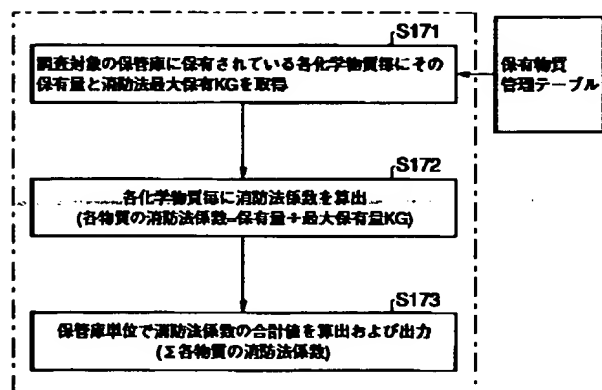 S171
調査対象の保管庫に保有されている各化学物質毎にその
保有量と消防法最大保有KGを取得
保有物質
管理テーブル
S172
各化学物質毎に消防法係数を算出
(各物質の消防法係数=保有量÷最大保有量KG)
S173
保管庫単位で消防法係数の合計値を算出および出力
(Σ各物質の消防法係数)